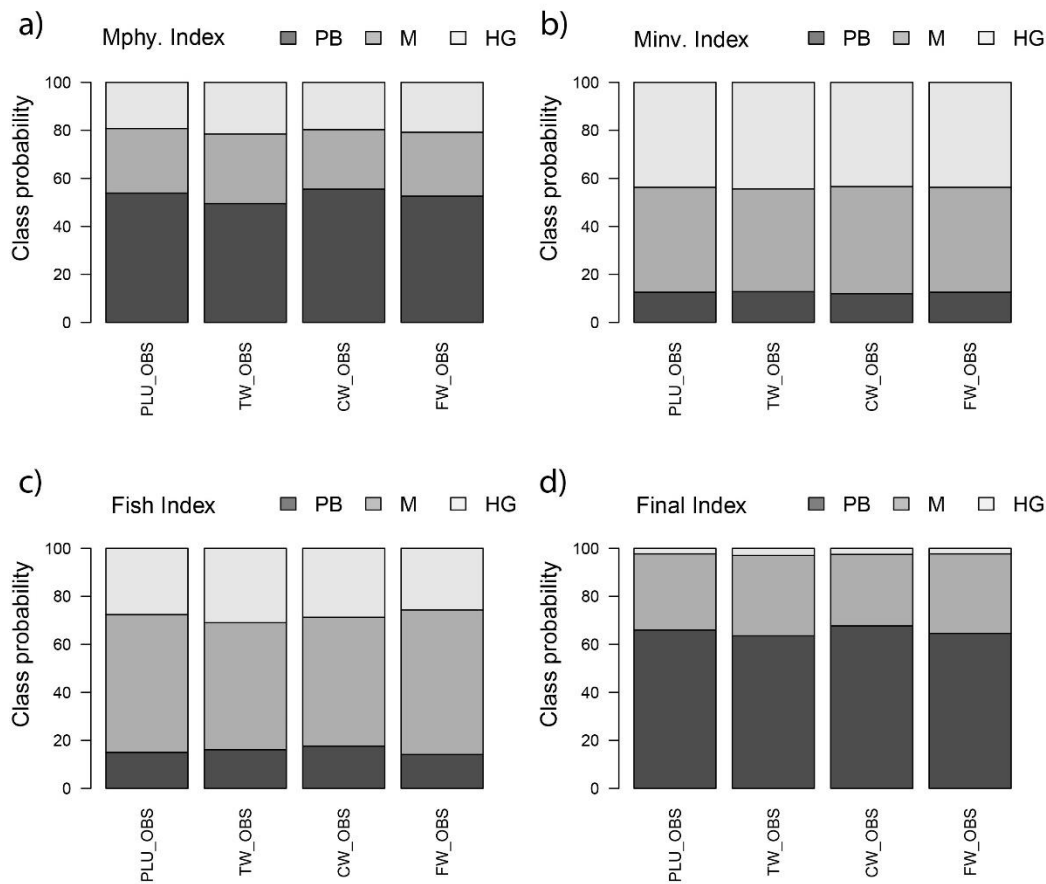 a)
Mphy. Index PB M HG
Class probability
100
80
60
40
20
0
PLU_OBS
TW_OBS
CW_OBS
FW_OBS
b)
Minv. Index PB M HG
Class probability
100
80
60
40
20
0
PLU_OBS
TW_OBS
CW_OBS
FW_OBS
c)
Fish Index PB M HG
Class probability
100
80
60
40
20
0
PLU_OBS
TW_OBS
CW_OBS
FW_OBS
d)
Final Index PB M HG
Class probability
100
80
60
40
20
0
PLU_OBS
TW_OBS
CW_OBS
FW_OBS